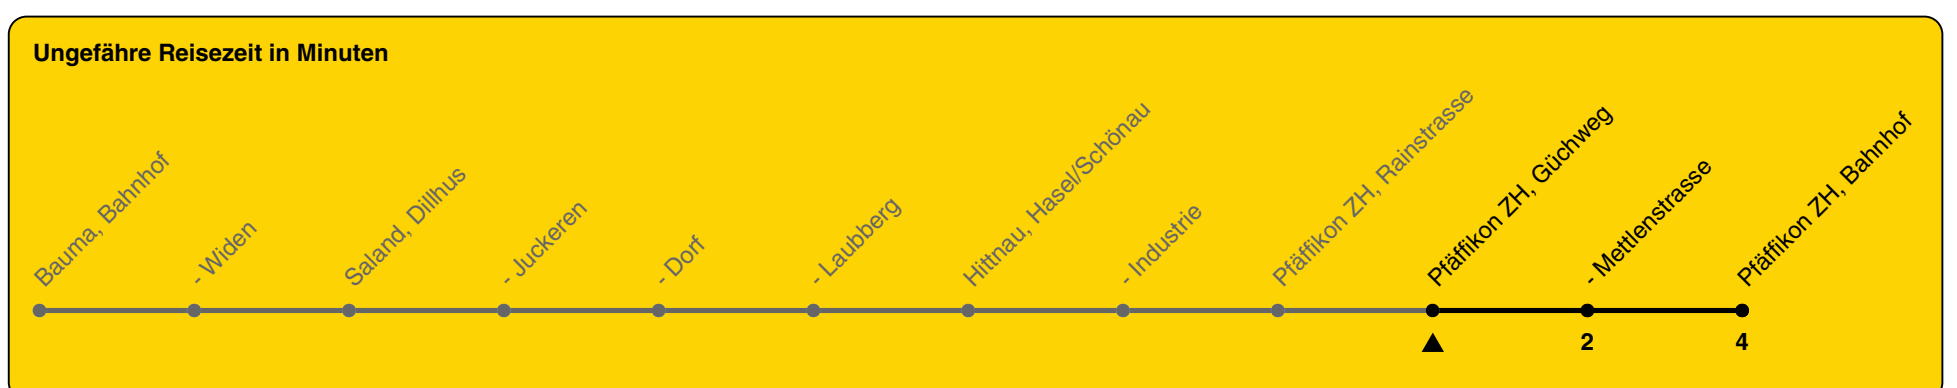 Ungefähre Reisezeit in Minuten
Bauma, Bahnhof
- Widen
Saland, Dillhus
- Juckeren
- Dorf
- Laubberg
Hittnau, Hasel/Schönau
- Industrie
Pfäffikon ZH, Rainstrasse
Pfäffikon ZH, Güchweg
- Mettlenstrasse
Pfäffikon ZH, Bahnhof
2
4